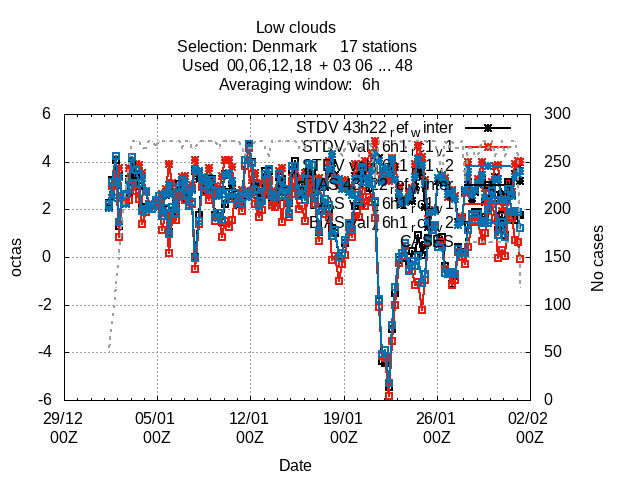 Low clouds
Selection: Denmark 17 stations
Used 00,06,12,18 + 03 06 ... 48
Averaging window: 6h
6
4
2
0
-2
-4
-6
octas
300
250
200
150
100
50
0
No cases
STDV 43h22refwinter
CASES
29/12 05/01 12/01 19/01 26/01 02/02
00Z 00Z 00Z 00Z 00Z 00Z
Date